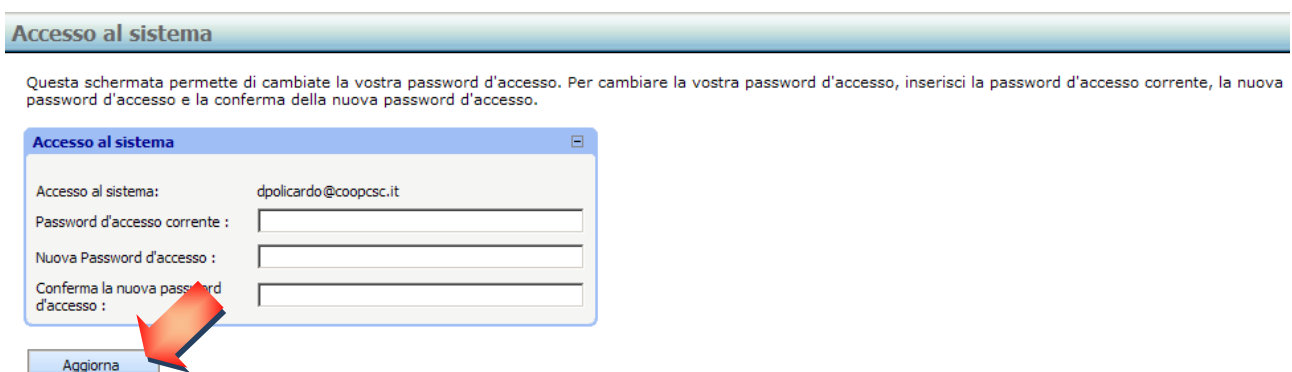 Accesso al sistema
Questa schermata permette di cambiate la vostra password d'accesso. Per cambiare la vostra password d'accesso, inserisci la password d'accesso corrente, la nuova
password d'accesso e la conferma della nuova password d'accesso.
Accesso al sistema
Accesso al sistema: dpolicardo@coopcsc.it
Password d'accesso corrente :
Nuova Password d'accesso :
Conferma la nuova password
d'accesso :
Aggiorna